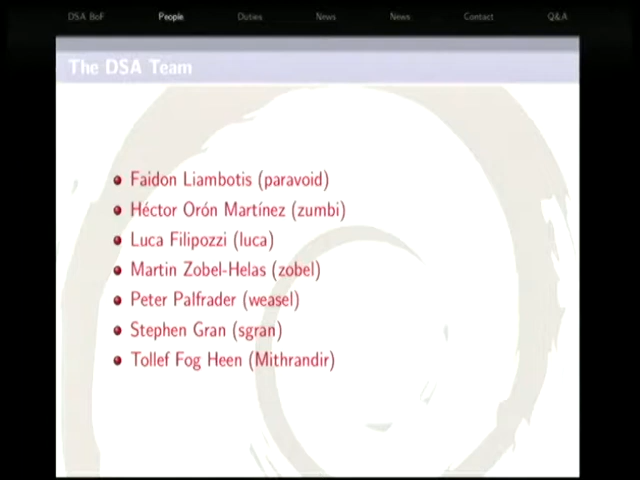 DSA BoF People Duties News News Contact Q&A
The DSA Team
Faidon Liambotis (paravoid)
Héctor Orón Martínez (zumbi)
Luca Filipozzi (luca)
Martin Zobel-Helas (zobel)
Peter Palfrader (weasel)
Stephen Gran (sgran)
Tollef Fog Heen (Mithrandir)